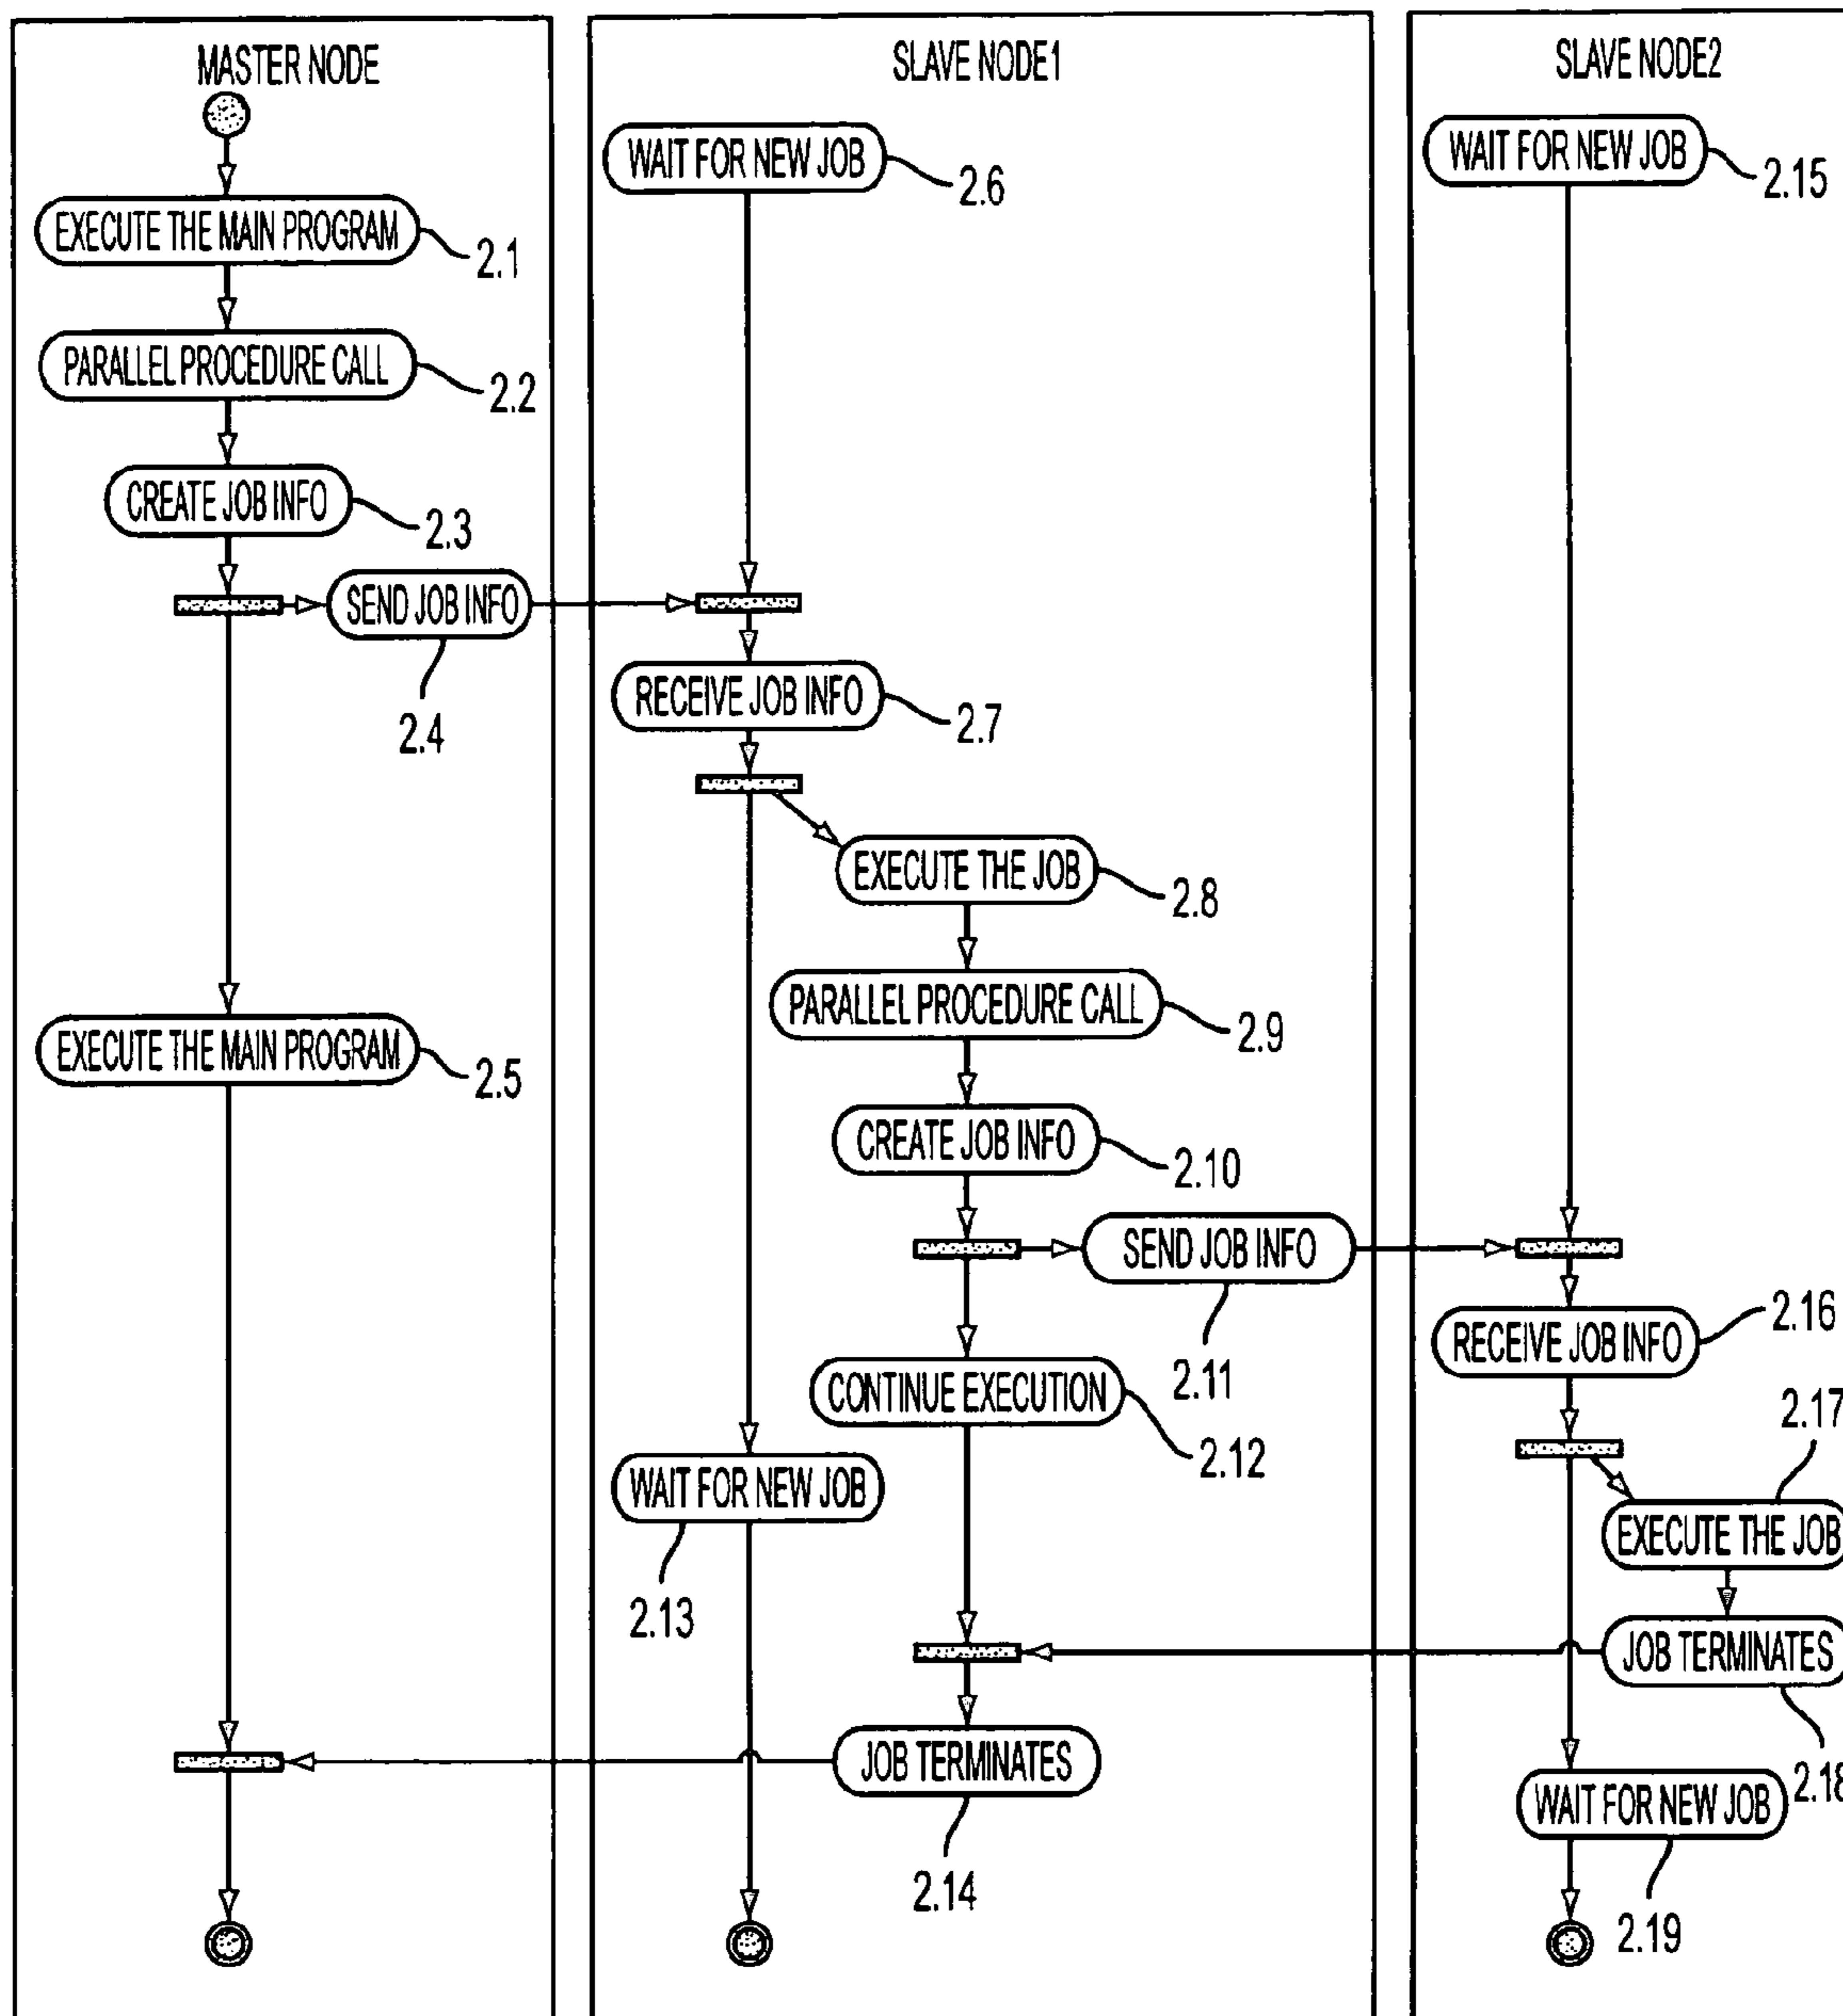 MASTER NODE
EXECUTE THE MAIN PROGRAM
2.1
PARALLEL PROCEDURE CALL
2.2
CREATE JOB INFO
2.3
SEND JOB INFO
2.4
EXECUTE THE MAIN PROGRAM
2.5
SLAVE NODE1
WAIT FOR NEW JOB
2.6
RECEIVE JOB INFO
2.7
EXECUTE THE JOB
2.8
PARALLEL PROCEDURE CALL
2.9
CREATE JOB INFO
2.10
SEND JOB INFO
2.11
CONTINUE EXECUTION
2.12
WAIT FOR NEW JOB
2.13
JOB TERMINATES
2.14
SLAVE NODE2
WAIT FOR NEW JOB
2.15
RECEIVE JOB INFO
2.16
2.17
EXECUTE THE JOB
JOB TERMINATES
2.18
WAIT FOR NEW JOB
2.19